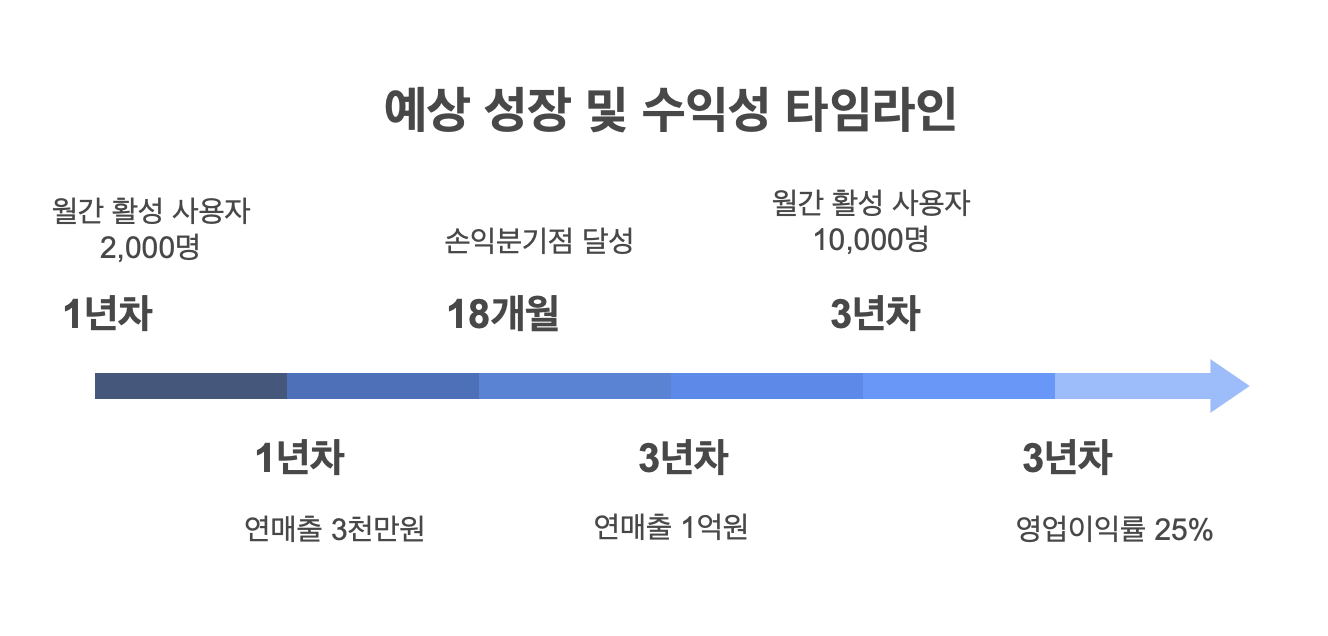 예상 성장 및 수익성 타임라인
월간 활성 사용자
2,000명
1년차
손익분기점 달성
18개월
월간 활성 사용자
10,000명
3년차
1년차
연매출 3천만원
3년차
연매출 1억원
3년차
영업이익률 25%